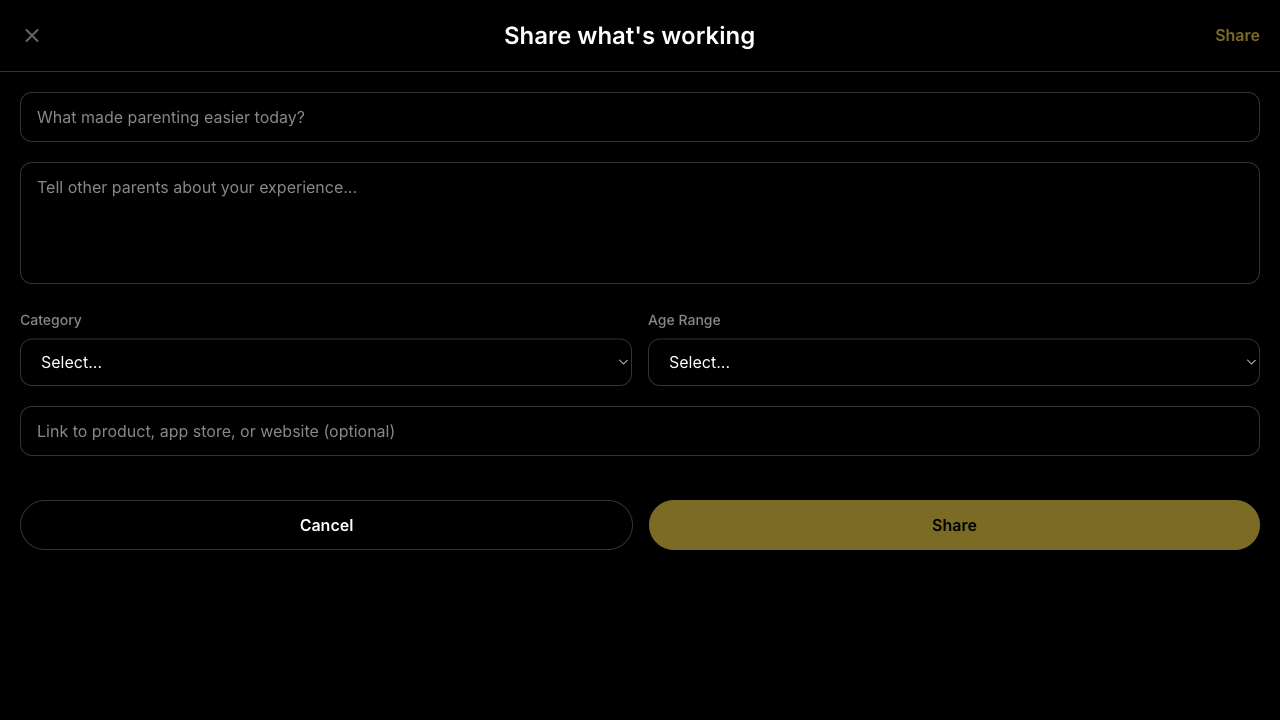 Share what's working
Share
What made parenting easier today?
Tell other parents about your experience...
Category
Age Range
Select...
Select...
Link to product, app store, or website (optional)
Cancel
Share